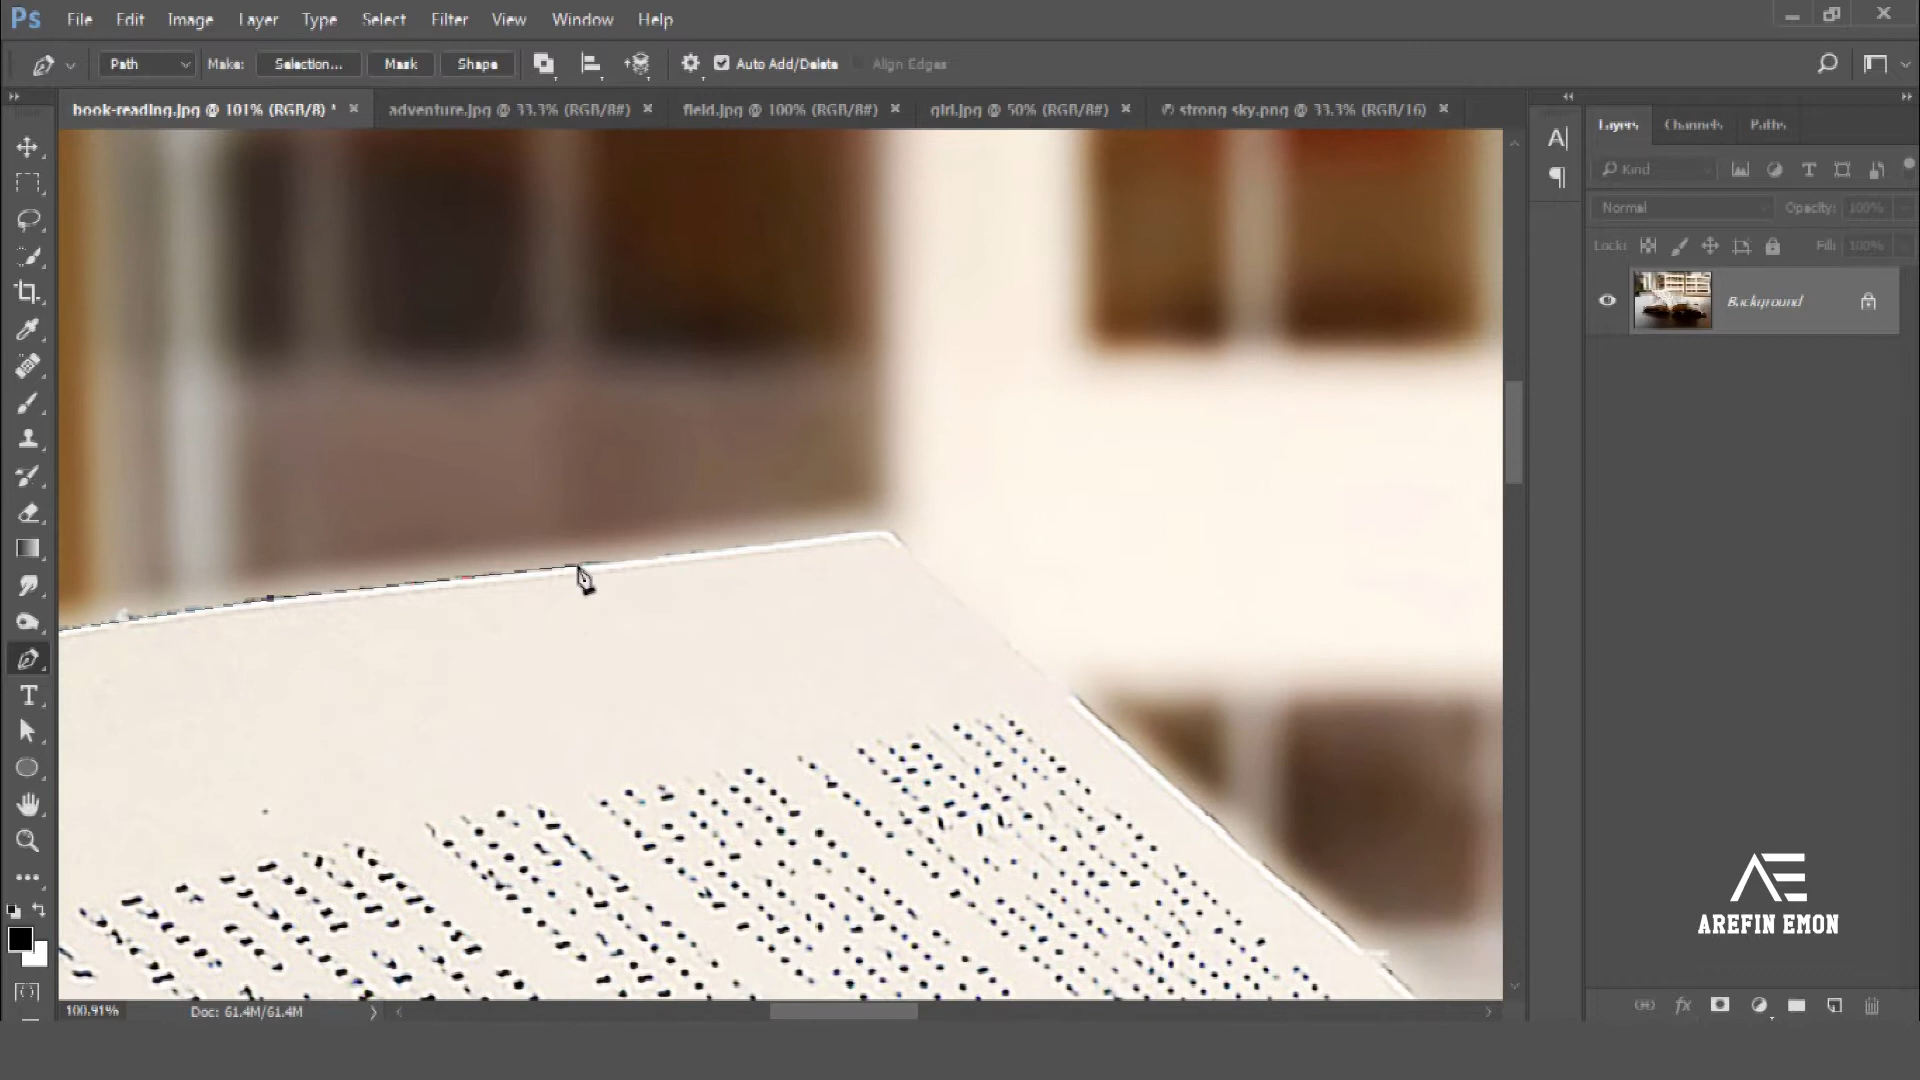 Ps File Edit Image Layer Type Select Filter View Window Help
Path Make: Selection... Mask Shape Auto Add/Delete Align Edges
book-reading.jpg @ 101% (RGB/8) * adventure.jpg @ 33.3% (RGB/8#) field.jpg @ 100% (RGB/8#) girl.jpg @ 50% (RGB/8#) strong sky.png @ 33.3% (RGB/16)
Layers Channels Paths
Kind
Normal Opacity: 100%
Lock: Fill: 100%
Background
AE
AREFIN EMON
100.91% Doc: 61.4M/61.4M